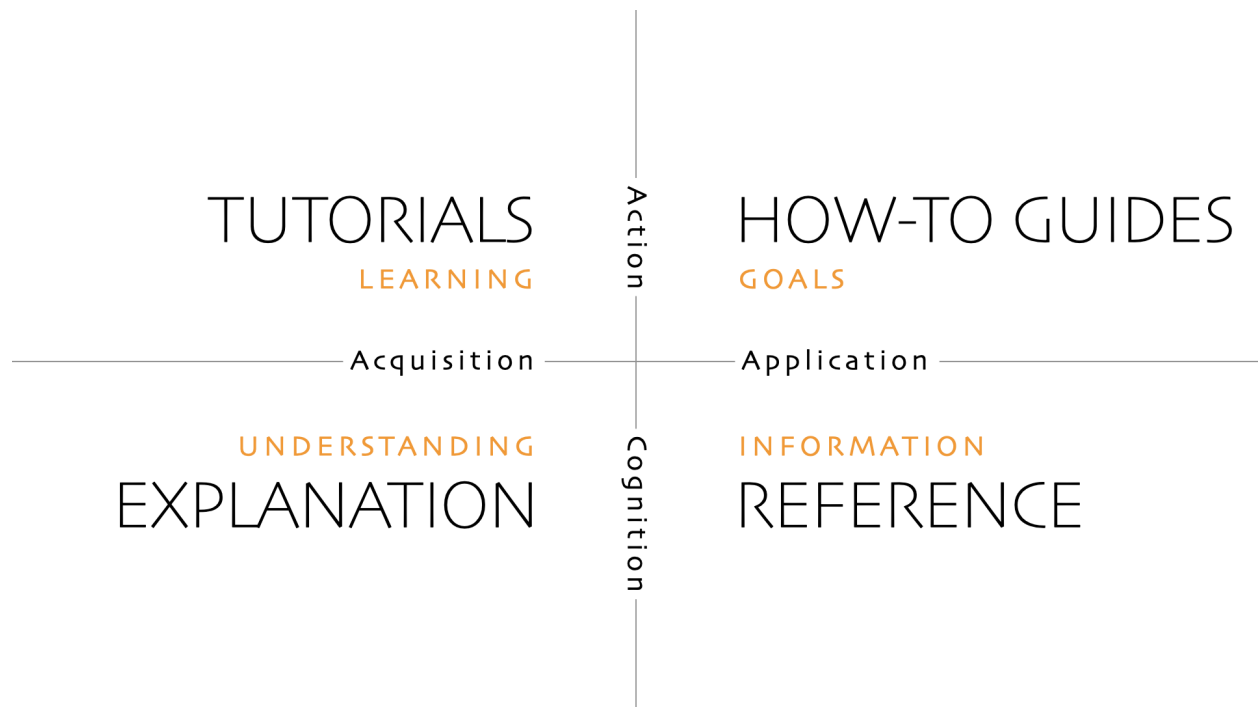 TUTORIALS
LEARNING
Action
HOW-TO GUIDES
GOALS
Acquisition
Application
UNDERSTANDING
EXPLANATION
Cognition
INFORMATION
REFERENCE